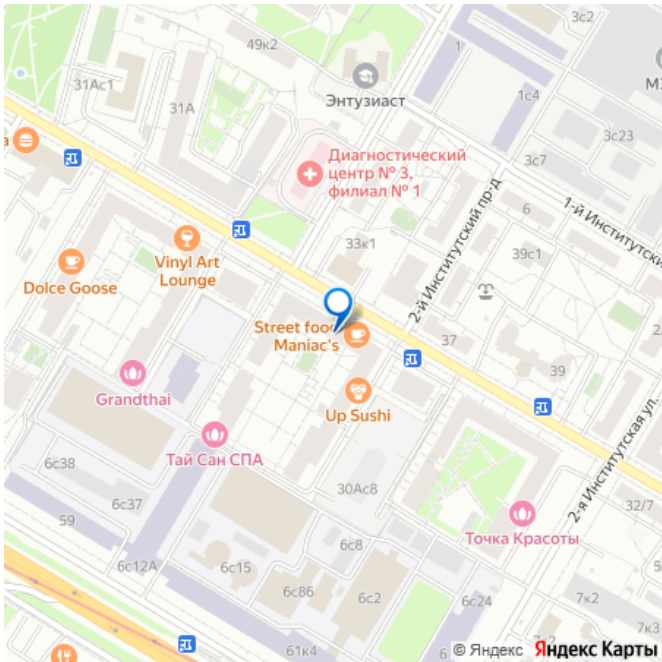 3с2
49к2
1
МЭ
31Ас1
Энтузиаст
1с4
31А
3с23
Диагностический
центр № 3,
филиал № 1
3с7
6
1-й Институтский
2-й Институтский пр-д
33к1
39с1
Vinyl Art
Lounge
Dolce Goose
Street food
Maniac's
37
39
Grandthai
Up Sushi
2-я Институтская ул.
Тай Сан СПА
6с38
30Ас8
6с37
32/7
59
Точка Красоты
6с8
6с12А
6с15
6с86
6с2
6с24
7к2
61к4
© Яндекс Яндекс Карты